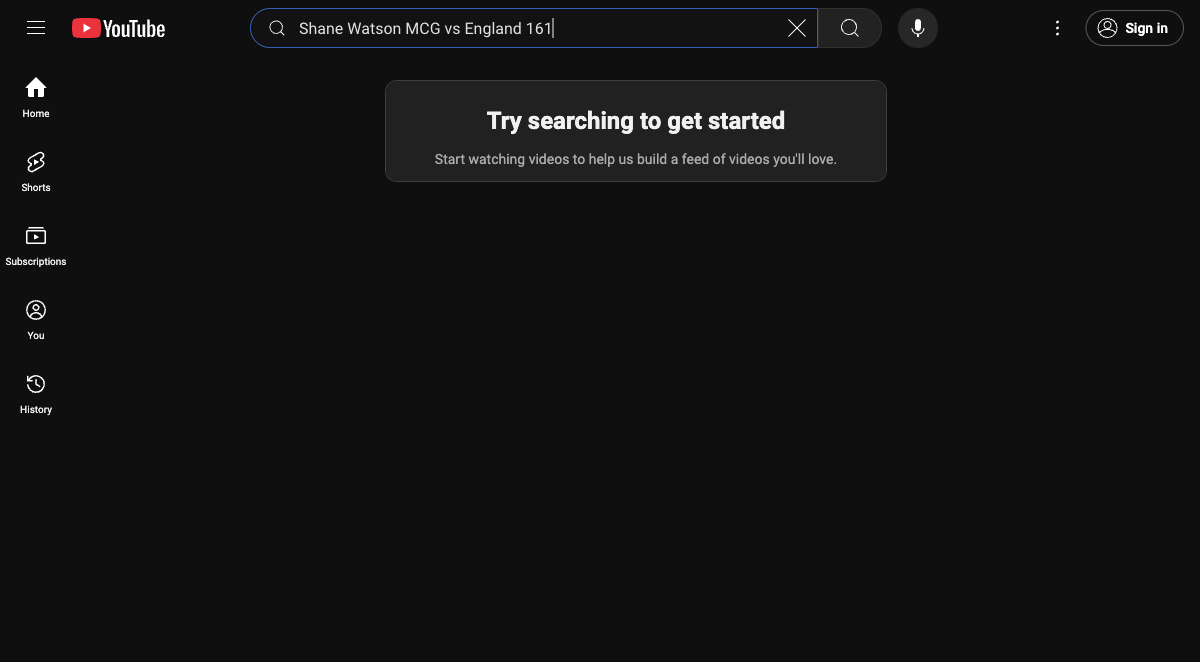 YouTube
Shane Watson MCG vs England 161
Sign in
Home
Shorts
Subscriptions
You
History
Try searching to get started
Start watching videos to help us build a feed of videos you'll love.